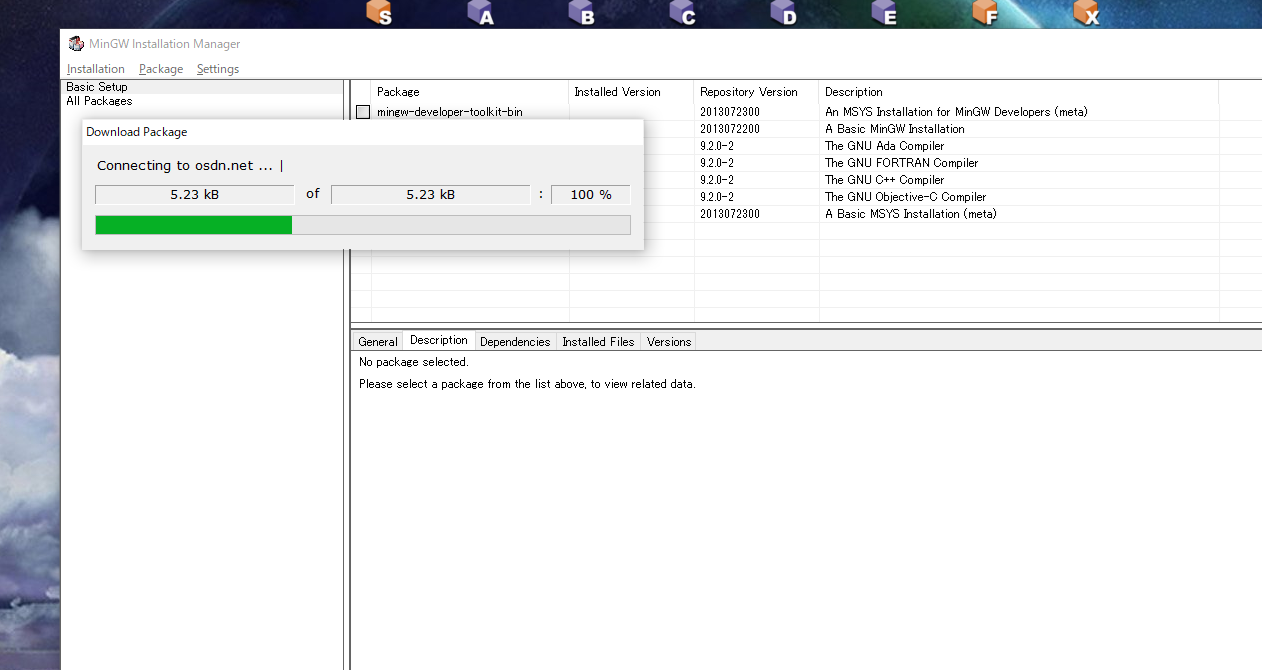 S A B C D E F X
MinGW Installation Manager
Installation Package Settings
Basic Setup
All Packages
Package Installed Version Repository Version Description
mingw-developer-toolkit-bin 2013072300 An MSYS Installation for MinGW Developers (meta)
2013072200 A Basic MinGW Installation
9.2.0-2 The GNU Ada Compiler
9.2.0-2 The GNU FORTRAN Compiler
9.2.0-2 The GNU C++ Compiler
9.2.0-2 The GNU Objective-C Compiler
2013072300 A Basic MSYS Installation (meta)
Download Package
Connecting to osdn.net ... |
5.23 kB of 5.23 kB : 100 %
General Description Dependencies Installed Files Versions
No package selected.
Please select a package from the list above, to view related data.